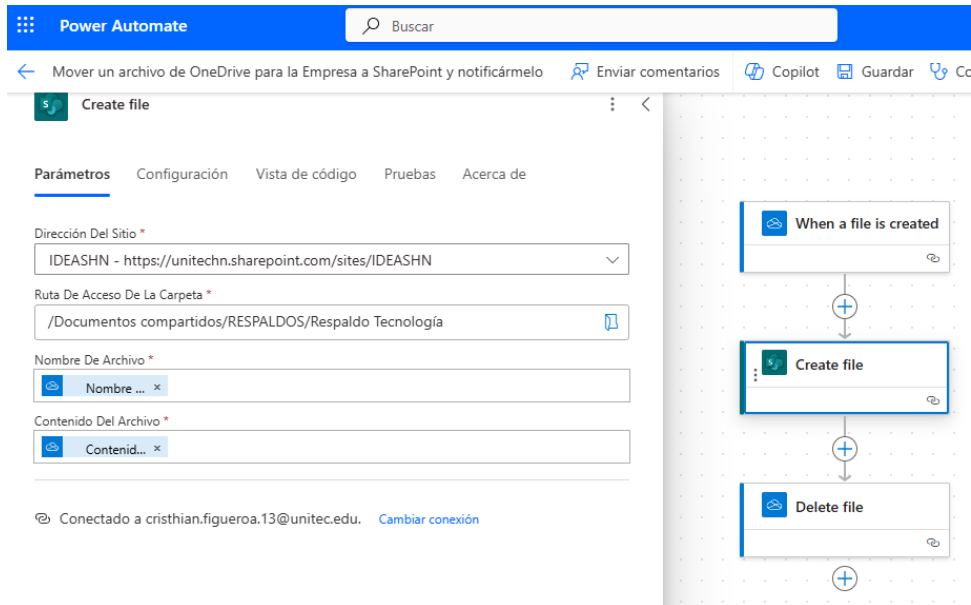 Power Automate
Buscar
Mover un archivo de OneDrive para la Empresa a SharePoint y notificármelo
Enviar comentarios
Copilot
Guardar
Co
Create file
Parámetros
Configuración
Vista de código
Pruebas
Acerca de
Dirección Del Sitio *
IDEASHN - https://unitechn.sharepoint.com/sites/IDEASHN
Ruta De Acceso De La Carpeta *
/Documentos compartidos/RESPALDOS/Respaldo Tecnología
Nombre De Archivo *
Nombre ... ×
Contenido Del Archivo *
Contenid... ×
Conectado a cristhian.figueroa.13@unitec.edu. Cambiar conexión
When a file is created
Create file
Delete file